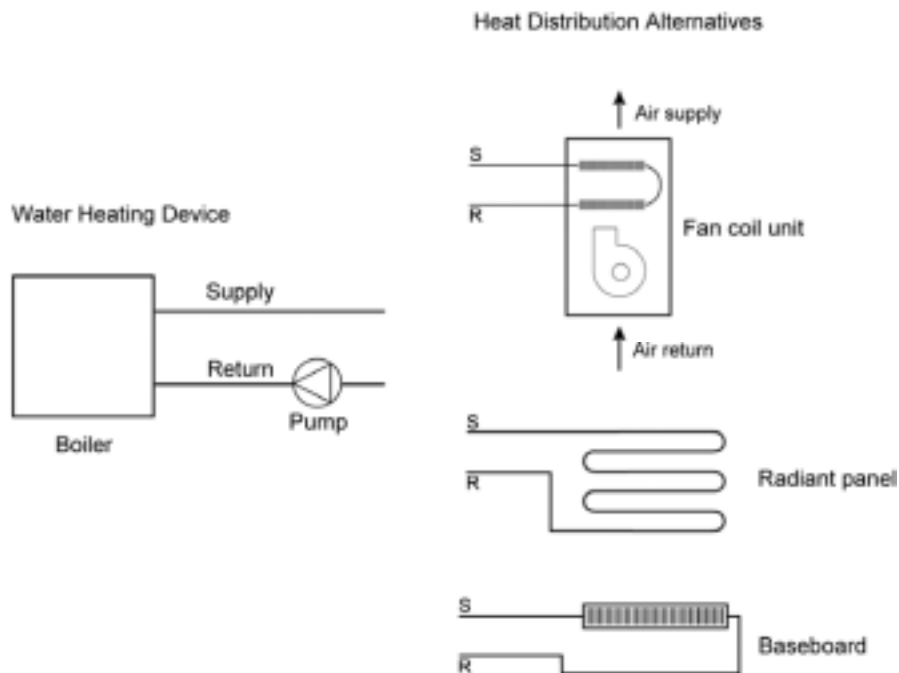 Heat Distribution Alternatives
Air supply
S
R
Fan coil unit
Air return
Water Heating Device
Supply
Return
Pump
Boiler
S
R
Radiant panel
S
R
Baseboard